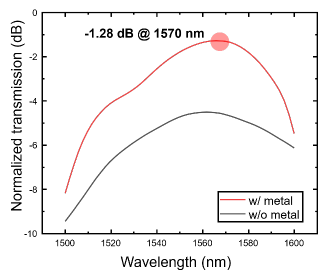 -1.28 dB @ 1570 nm
Normalized transmission (dB)
0
-2
-4
-6
-8
-10
w/ metal
w/o metal
1500
1520
1540
1560
1580
1600
Wavelength (nm)